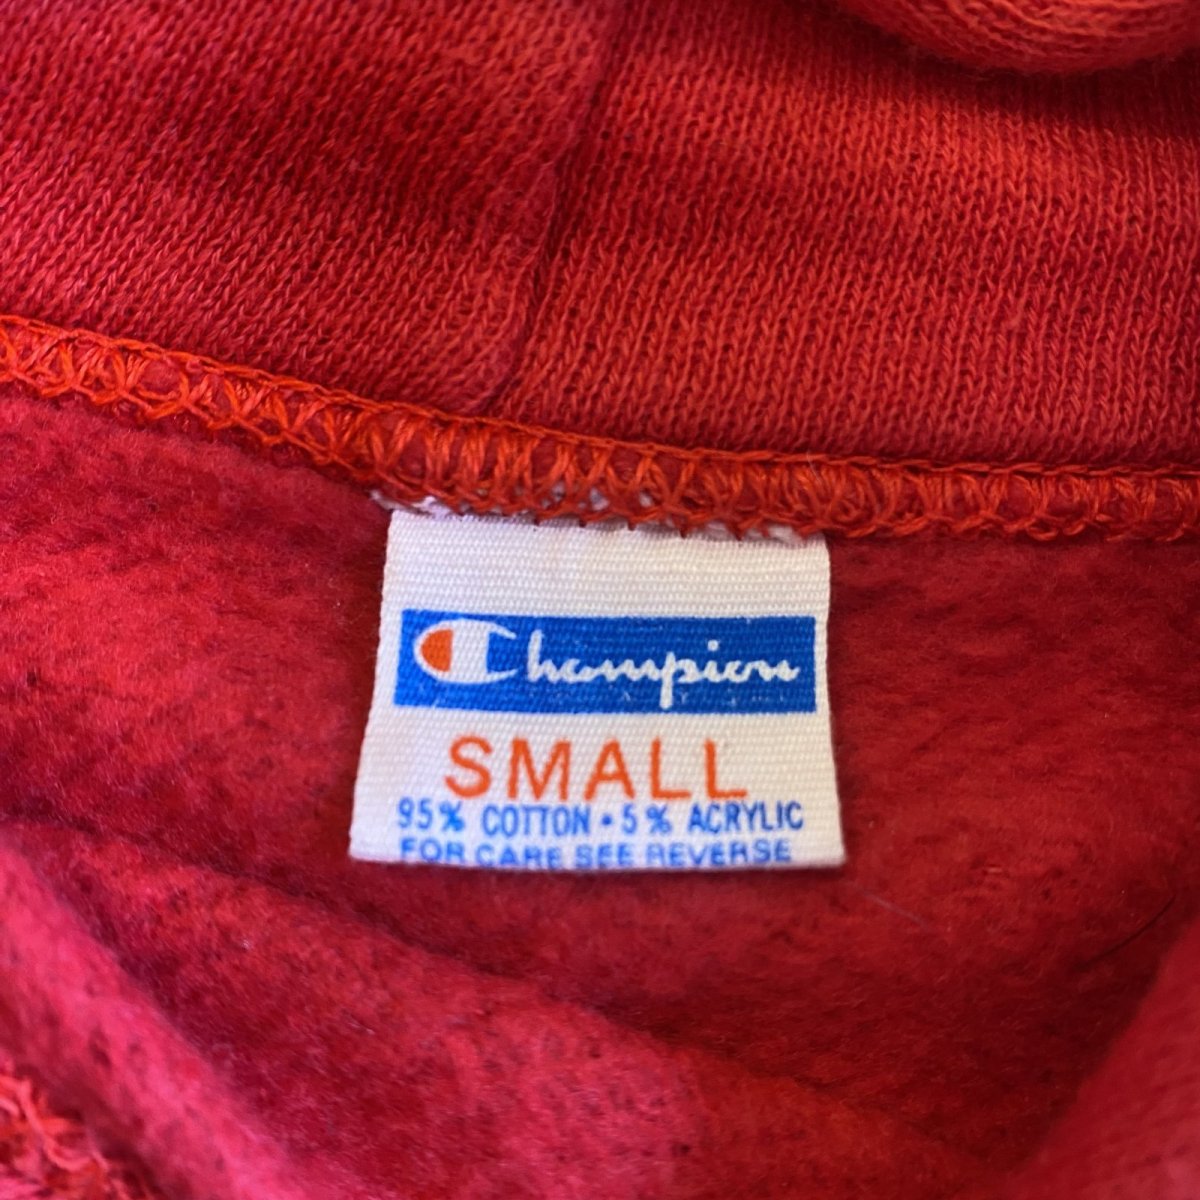 Champion
SMALL
95% COTTON • 5% ACRYLIC
FOR CARE SEE REVERSE